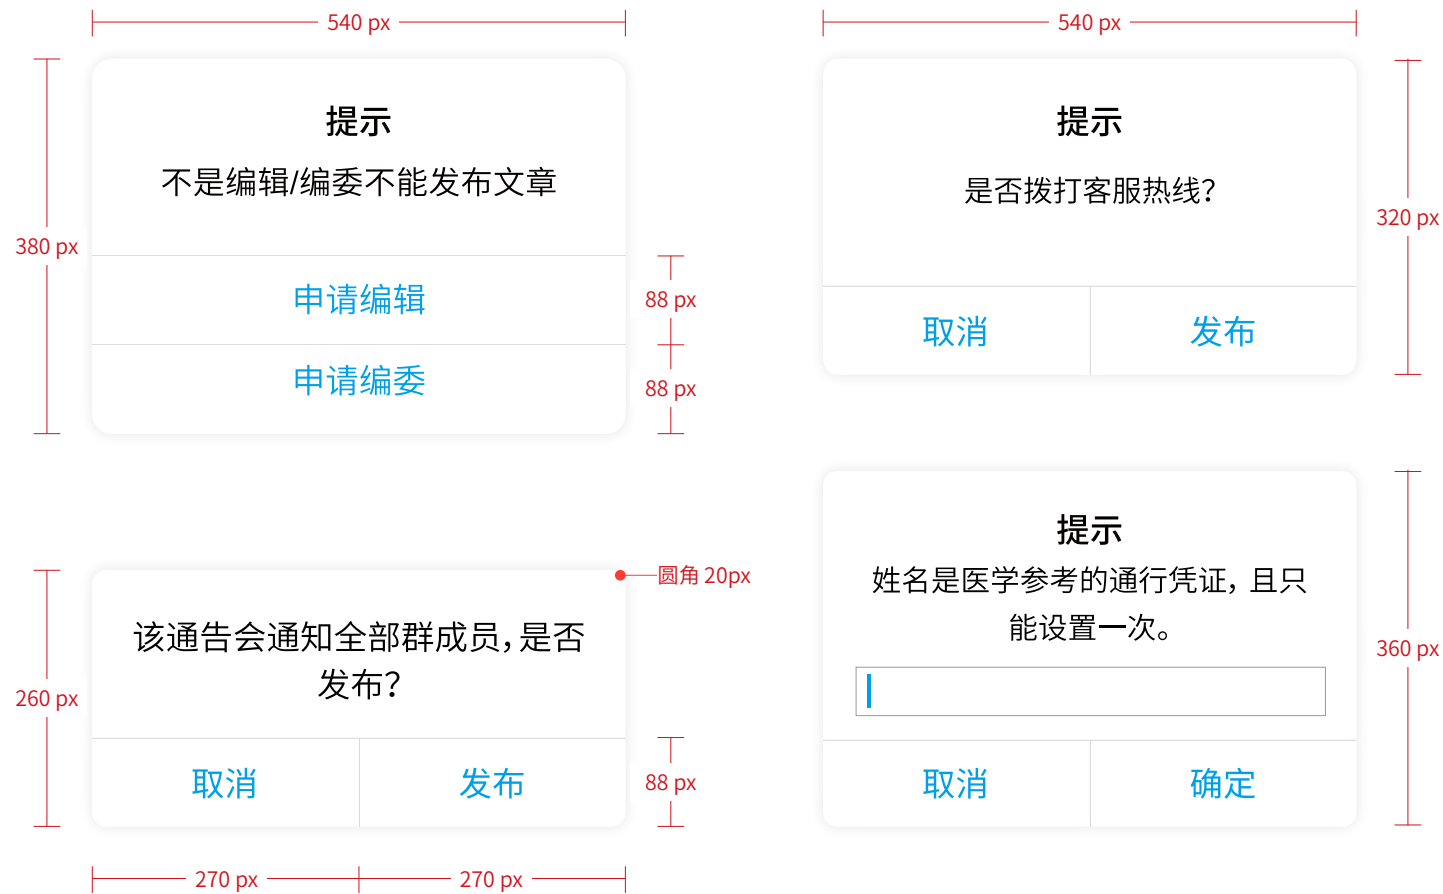 540 px
提示
不是编辑/编委不能发布文章
申请编辑
申请编委
380 px
88 px
88 px
540 px
提示
是否拨打客服热线?
取消
发布
320 px
圆角 20px
该通告会通知全部群成员,是否
发布?
取消
发布
260 px
88 px
270 px
270 px
提示
姓名是医学参考的通行凭证,且只
能设置一次。
取消
确定
360 px